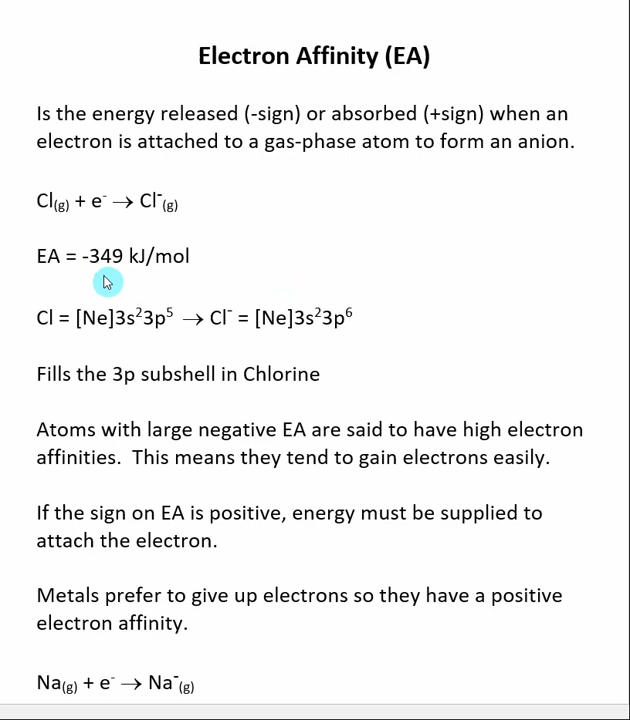 Electron Affinity (EA)
Is the energy released (-sign) or absorbed (+sign) when an
electron is attached to a gas-phase atom to form an anion.
Cl₍g₎ + e⁻ → Cl⁻₍g₎
EA = -349 kJ/mol
Cl = [Ne]3s²3p⁵ → Cl⁻ = [Ne]3s²3p⁶
Fills the 3p subshell in Chlorine
Atoms with large negative EA are said to have high electron
affinities. This means they tend to gain electrons easily.
If the sign on EA is positive, energy must be supplied to
attach the electron.
Metals prefer to give up electrons so they have a positive
electron affinity.
Na₍g₎ + e⁻ → Na⁻₍g₎